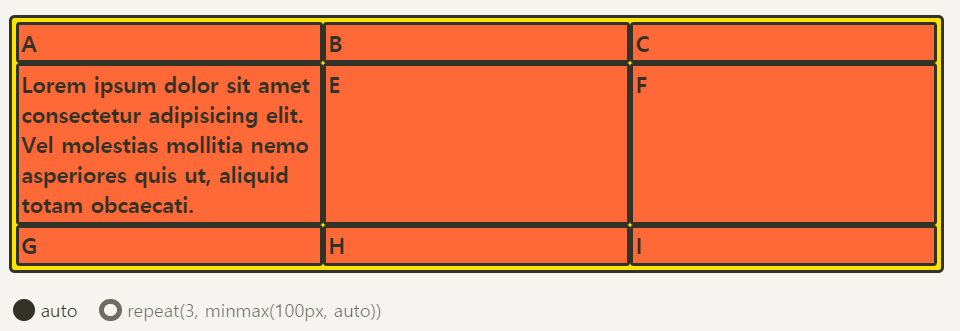 A B C
Lorem ipsum dolor sit amet E F
consectetur adipisicing elit.
Vel molestias mollitia nemo
asperiores quis ut, aliquid
totam obcaecati.
G H I
auto repeat(3, minmax(100px, auto))